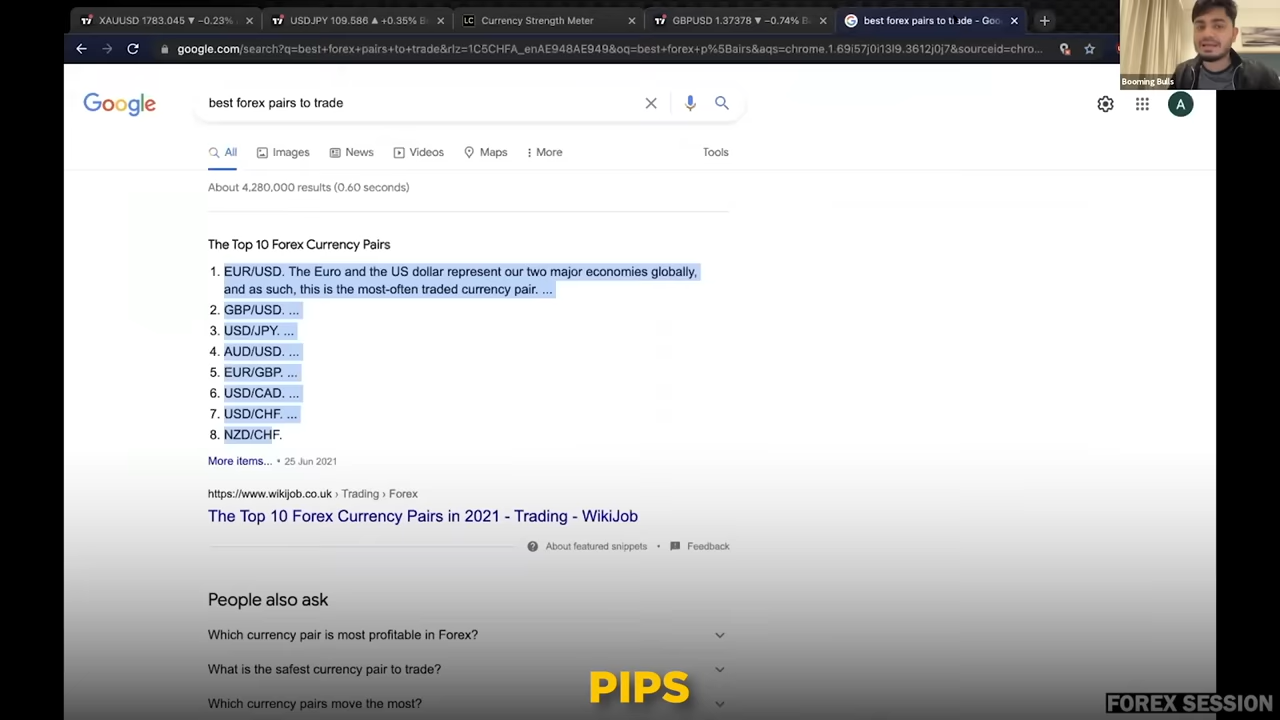 XAUUSD 1783.045 ▼ −0.23%
USDJPY 109.586 ▲ +0.35% B
LC Currency Strength Meter
GBPUSD 1.37378 ▼ −0.74% B
best forex pairs to trade - Goo
google.com/search?q=best+forex+pairs+to+trade&rlz=1C5CHFA_enAE948AE949&oq=best+forex+p%5Bairs&aqs=chrome.1.69i57j0i13l9.3612j0j7&sourceid=chro...
Booming Bulls
Google
best forex pairs to trade
A
All
Images
News
Videos
Maps
More
Tools
About 4,280,000 results (0.60 seconds)
The Top 10 Forex Currency Pairs
1. EUR/USD. The Euro and the US dollar represent our two major economies globally,
and as such, this is the most-often traded currency pair. ...
2. GBP/USD. ...
3. USD/JPY. ...
4. AUD/USD. ...
5. EUR/GBP. ...
6. USD/CAD. ...
7. USD/CHF. ...
8. NZD/CHF.
More items... • 25 Jun 2021
https://www.wikijob.co.uk › Trading › Forex
The Top 10 Forex Currency Pairs in 2021 - Trading - WikiJob
About featured snippets • Feedback
People also ask
Which currency pair is most profitable in Forex?
What is the safest currency pair to trade?
Which currency pairs move the most?
PIPS
FOREX SESSION